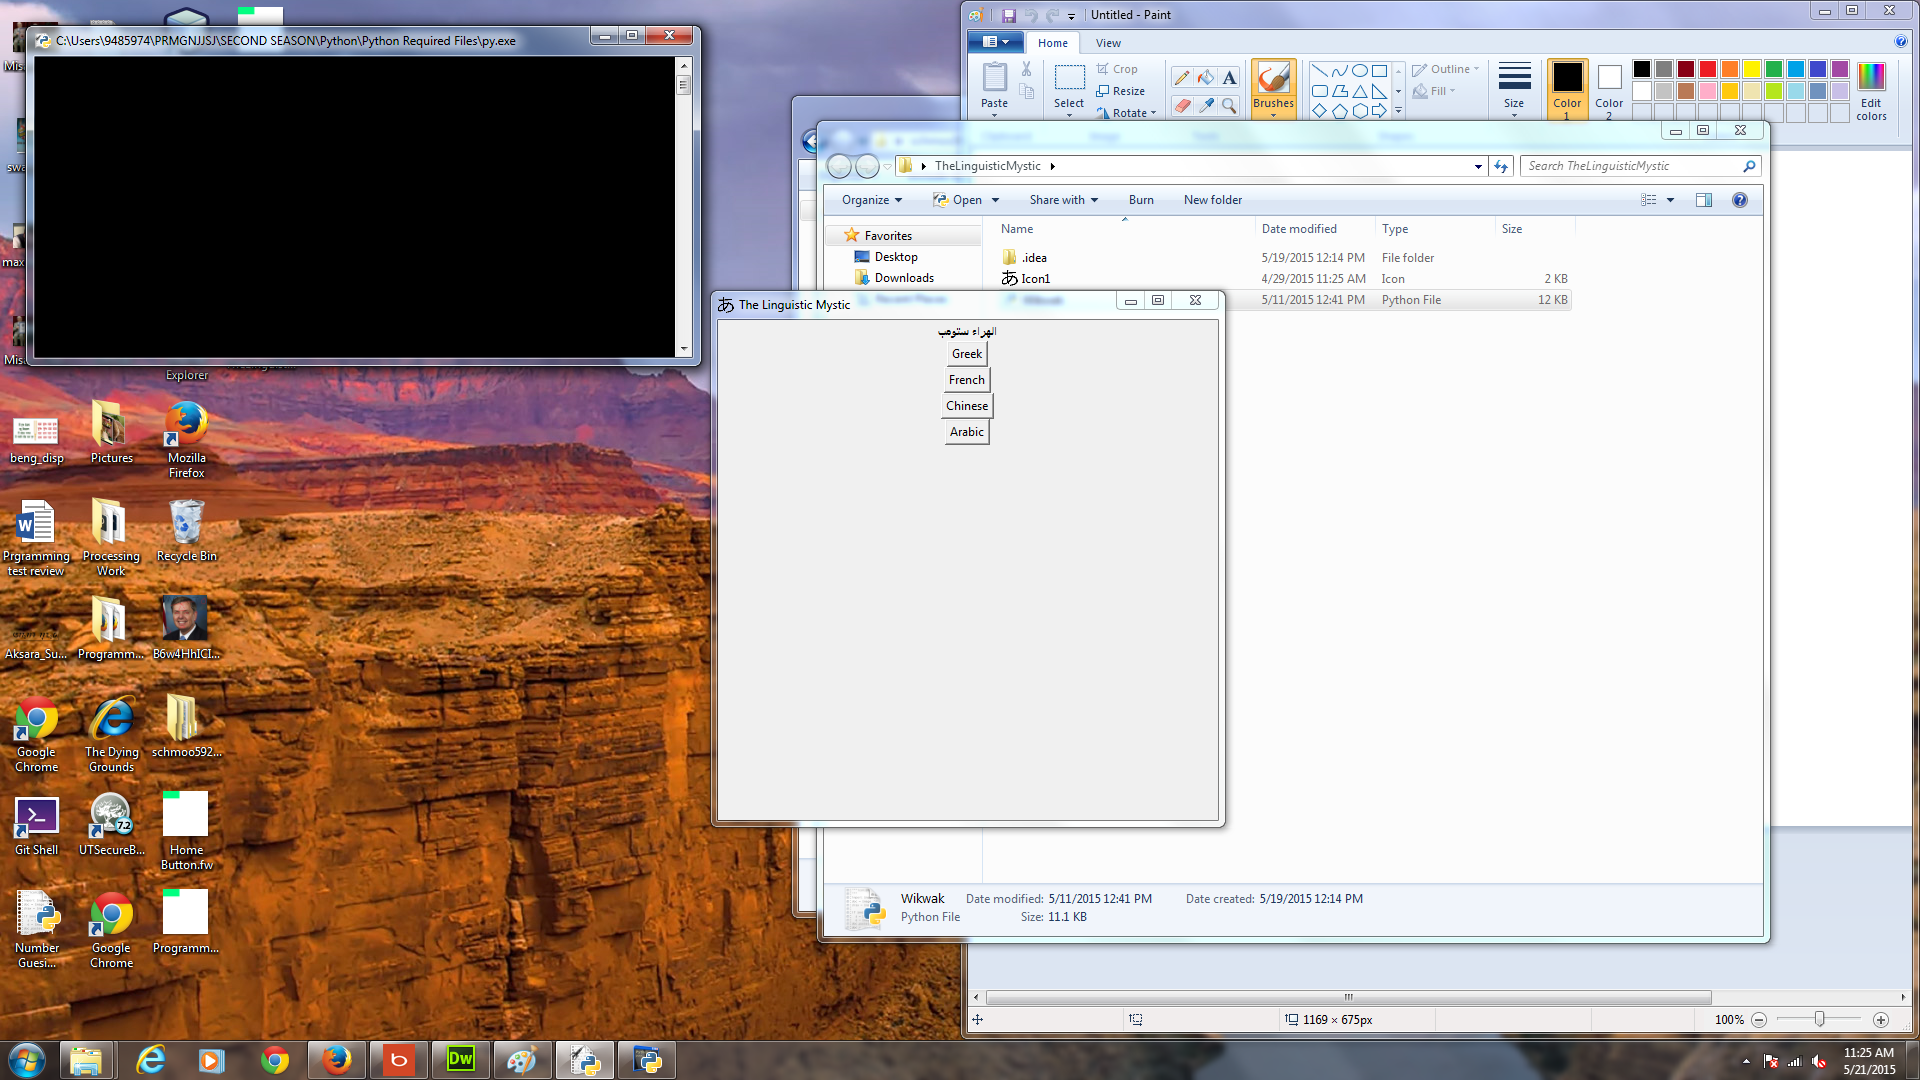 C:\Users\9485974\PRMGNJJSJ\SECOND SEASON\Python\Python Required Files\py.exe
Explorer
beng_disp
Pictures
Mozilla
Firefox
Prgramming
test review
Processing
Work
Recycle Bin
Aksara_Su...
Programm...
B6w4HhICI...
Google
Chrome
The Dying
Grounds
schmoo592...
Git Shell
UTSecureB...
7.2
Home
Button.fw
Number
Guesi...
Google
Chrome
Programm...
Untitled - Paint
Home
View
Paste
Select
Crop
Resize
Rotate
A
Brushes
Outline
Fill
Size
Color
1
Color
2
Edit
colors
TheLinguisticMystic
Search TheLinguisticMystic
Organize
Open
Share with
Burn
New folder
Name
Date modified
Type
Size
Favorites
Desktop
Downloads
.idea
5/19/2015 12:14 PM
File folder
あ Icon1
4/29/2015 11:25 AM
Icon
2 KB
5/11/2015 12:41 PM
Python File
12 KB
あ The Linguistic Mystic
Greek
French
Chinese
Arabic
Wikwak
Date modified: 5/11/2015 12:41 PM
Date created: 5/19/2015 12:14 PM
Python File
Size: 11.1 KB
1169 × 675px
100%
W
b
Dw
11:25 AM
5/21/2015